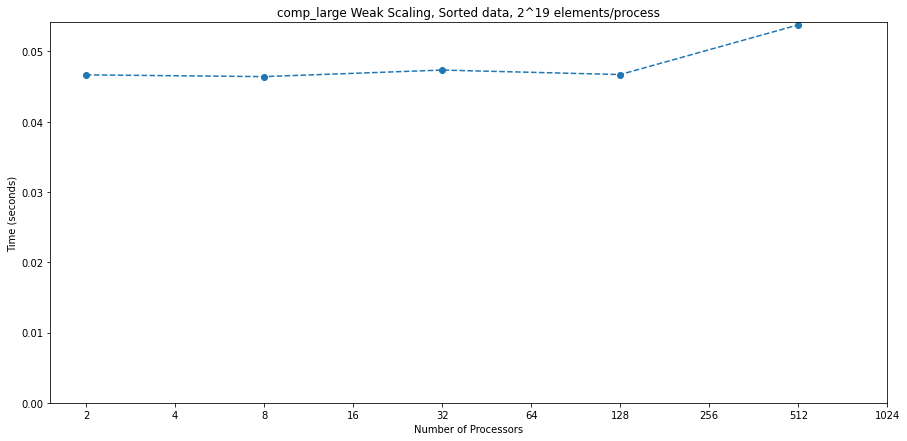 comp_large Weak Scaling, Sorted data, 2^19 elements/process
0.05
0.04
0.03
0.02
0.01
0.00
Time (seconds)
2 4 8 16 32 64 128 256 512 1024
Number of Processors